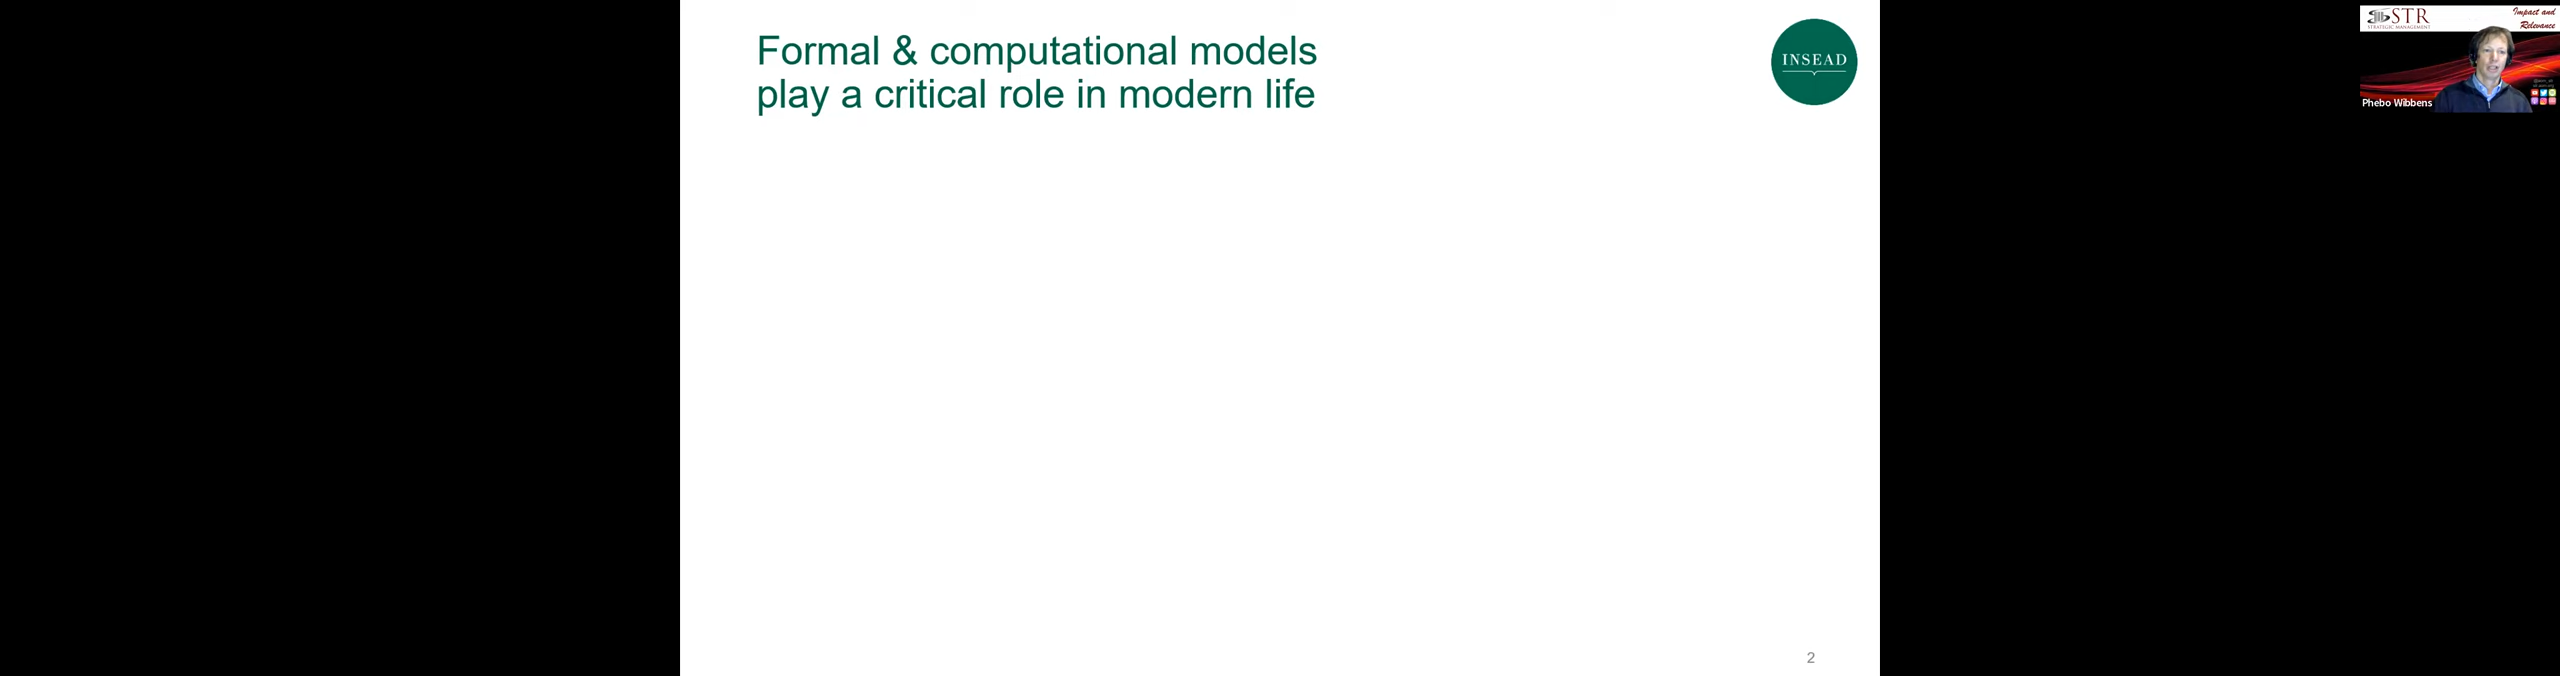 Formal & computational models
play a critical role in modern life
INSEAD
2
STR
STRATEGIC MANAGEMENT
Impact and
Relevance
Phebo Wibbens